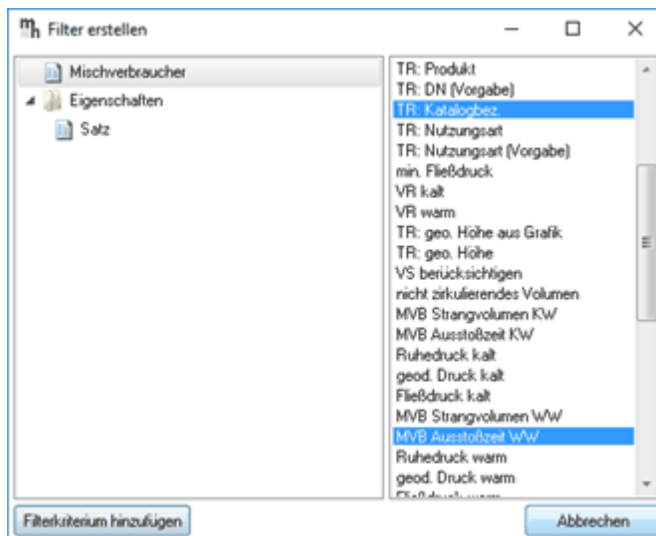 mh Filter erstellen
Mischverbraucher
Eigenschaften
Satz
TR: Produkt
TR: DN (Vorgabe)
TR: Katalogbez.
TR: Nutzungsart
TR: Nutzungsart (Vorgabe)
min. Fließdruck
VR kalt
VR warm
TR: geo. Höhe aus Grafik
TR: geo. Höhe
VS berücksichtigen
nicht zirkulierendes Volumen
MVB Strangvolumen KW
MVB Ausstoßzeit KW
Ruhedruck kalt
geod. Druck kalt
Fließdruck kalt
MVB Strangvolumen WW
MVB Ausstoßzeit WW
Ruhedruck warm
geod. Druck warm
Fließdruck warm
Filterkriterium hinzufügen
Abbrechen